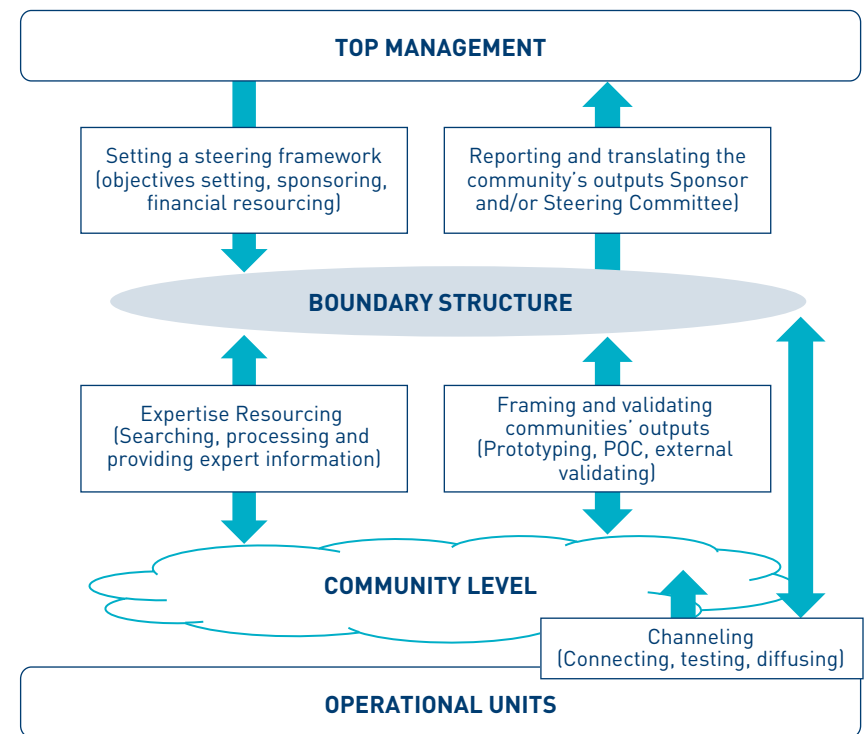 TOP MANAGEMENT
Setting a steering framework
(objectives setting, sponsoring,
financial resourcing)
Reporting and translating the
community's outputs Sponsor
and/or Steering Committee)
BOUNDARY STRUCTURE
Expertise Resourcing
(Searching, processing and
providing expert information)
Framing and validating
communities' outputs
(Prototyping, POC, external
validating)
COMMUNITY LEVEL
Channeling
(Connecting, testing, diffusing)
OPERATIONAL UNITS